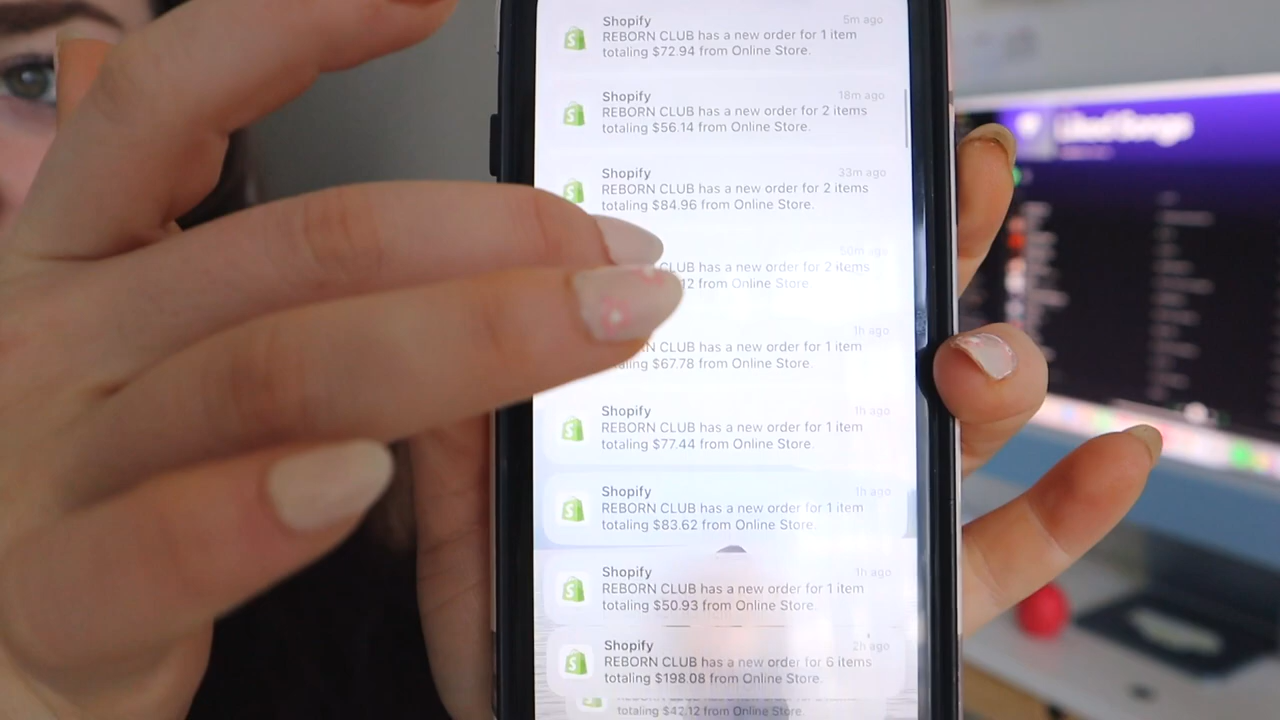 Shopify 5m ago
REBORN CLUB has a new order for 1 item
totaling $72.94 from Online Store.
Shopify 18m ago
REBORN CLUB has a new order for 2 items
totaling $56.14 from Online Store.
Shopify 33m ago
REBORN CLUB has a new order for 2 items
totaling $84.96 from Online Store.
50m ago
CLUB has a new order for 2 items
12 from Online Store
1h ago
N CLUB has a new order for 1 item
taling $67.78 from Online Store.
Shopify 1h ago
REBORN CLUB has a new order for 1 item
totaling $77.44 from Online Store
Shopify 1h ago
REBORN CLUB has a new order for 1 item
totaling $83.62 from Online Store.
Shopify 1h ago
REBORN CLUB has a new order for 1 item
totaling $50.93 from Online Store.
Shopify 2h ago
REBORN CLUB has a new order for 6 items
totaling $198.08 from Online Store.
totaling $42.12 from Online Store.
Liked Songs